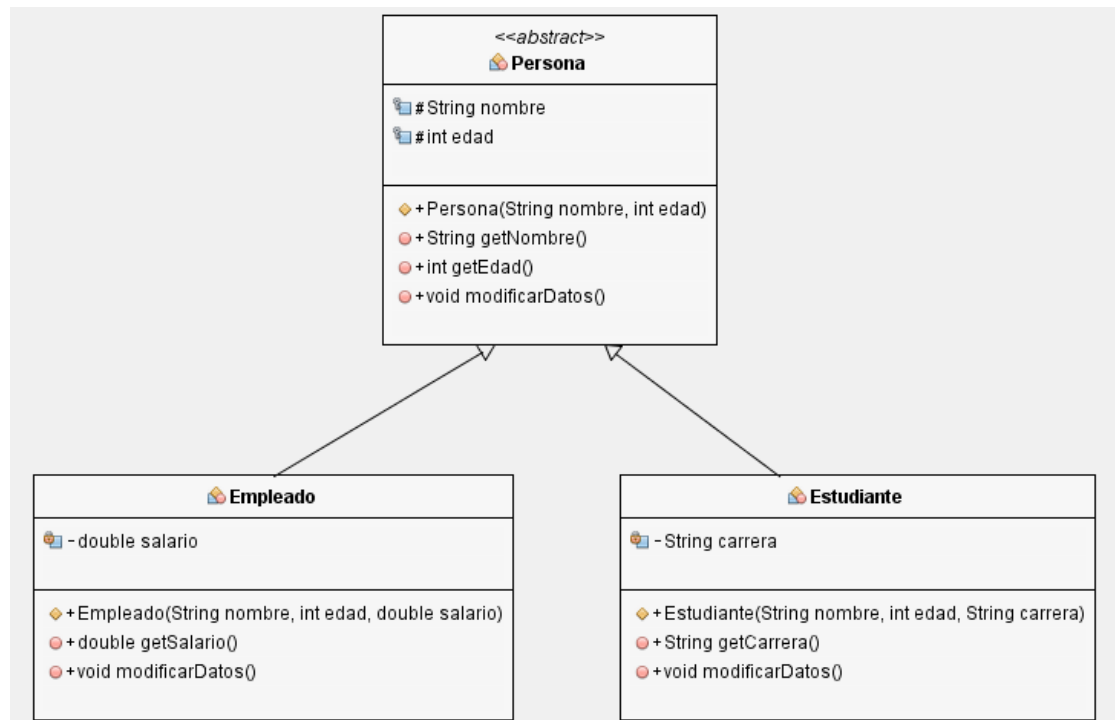 <<abstract>>
Persona
#String nombre
#int edad
+Persona(String nombre, int edad)
+String getNombre()
+int getEdad()
+void modificarDatos()
Empleado
-double salario
+Empleado(String nombre, int edad, double salario)
+double getSalario()
+void modificarDatos()
Estudiante
-String carrera
+Estudiante(String nombre, int edad, String carrera)
+String getCarrera()
+void modificarDatos()